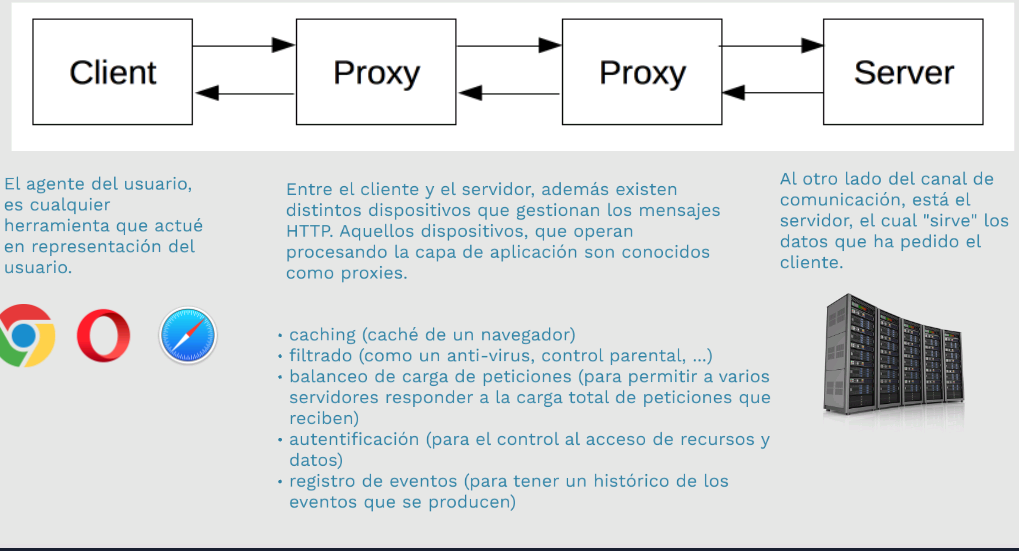 Client
Proxy
Proxy
Server
El agente del usuario,
es cualquier
herramienta que actué
en representación del
usuario.
Entre el cliente y el servidor, además existen
distintos dispositivos que gestionan los mensajes
HTTP. Aquellos dispositivos, que operan
procesando la capa de aplicación son conocidos
como proxies.
• caching (caché de un navegador)
• filtrado (como un anti-virus, control parental, ...)
• balanceo de carga de peticiones (para permitir a varios
servidores responder a la carga total de peticiones que
reciben)
• autentificación (para el control al acceso de recursos y
datos)
• registro de eventos (para tener un histórico de los
eventos que se producen)
Al otro lado del canal de
comunicación, está el
servidor, el cual "sirve" los
datos que ha pedido el
cliente.